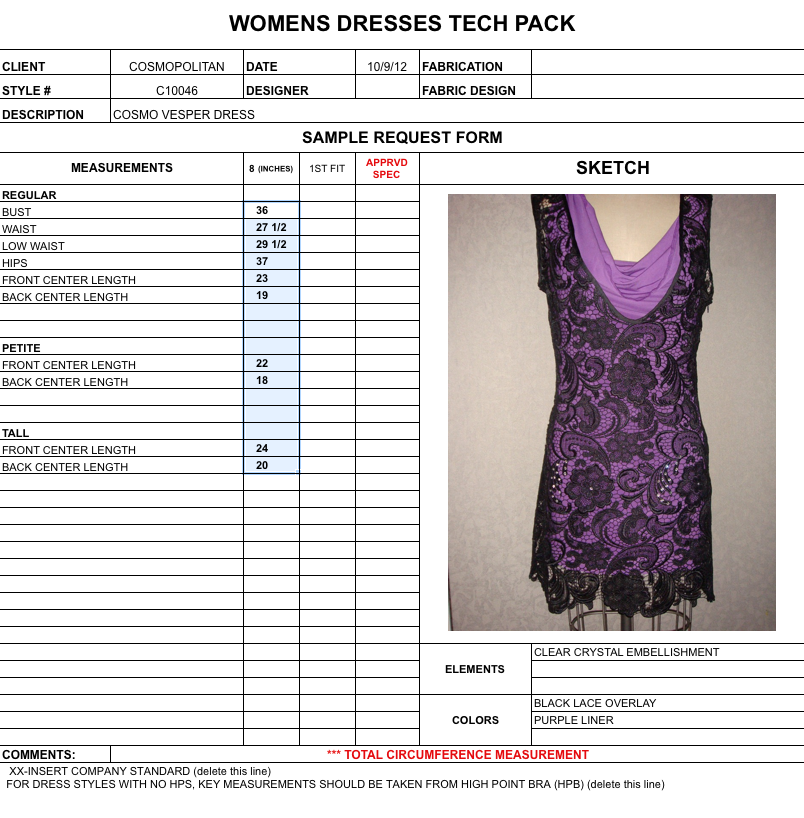 WOMENS DRESSES TECH PACK
CLIENT COSMOPOLITAN DATE 10/9/12 FABRICATION
STYLE # C10046 DESIGNER FABRIC DESIGN
DESCRIPTION COSMO VESPER DRESS
SAMPLE REQUEST FORM
MEASUREMENTS 8 (INCHES) 1ST FIT APPRVD SPEC SKETCH
REGULAR
BUST 36
WAIST 27 1/2
LOW WAIST 29 1/2
HIPS 37
FRONT CENTER LENGTH 23
BACK CENTER LENGTH 19
PETITE
FRONT CENTER LENGTH 22
BACK CENTER LENGTH 18
TALL
FRONT CENTER LENGTH 24
BACK CENTER LENGTH 20
ELEMENTS CLEAR CRYSTAL EMBELLISHMENT
COLORS BLACK LACE OVERLAY
PURPLE LINER
COMMENTS: *** TOTAL CIRCUMFERENCE MEASUREMENT
XX-INSERT COMPANY STANDARD (delete this line)
FOR DRESS STYLES WITH NO HPS, KEY MEASUREMENTS SHOULD BE TAKEN FROM HIGH POINT BRA (HPB) (delete this line)